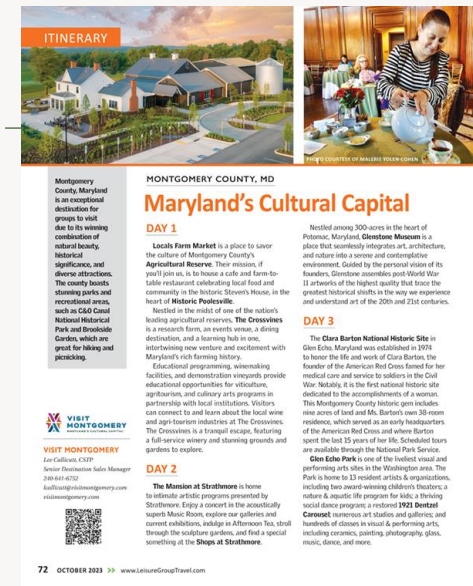 ITINERARY
PHOTO COURTESY OF MALERIE YOLEN-COHEN
Montgomery
County, Maryland
is an exceptional
destination for
groups to visit
due to its winning
combination of
natural beauty,
historical
significance, and
diverse attractions.
The county boasts
stunning parks and
recreational areas,
such as C&O Canal
National Historical
Park and Brookside
Garden, which are
great for hiking and
picnicking.
VISIT
MONTGOMERY
MARYLAND'S CULTURAL CAPITAL
VISIT MONTGOMERY
Lee Callicutt, CSTP
Senior Destination Sales Manager
240-641-6752
lcallicutt@visitmontgomery.com
visitmontgomery.com
MONTGOMERY COUNTY, MD
Maryland's Cultural Capital
DAY 1
Locals Farm Market is a place to savor
the culture of Montgomery County's
Agricultural Reserve. Their mission, if
you'll join us, is to house a cafe and farm-to-
table restaurant celebrating local food and
community in the historic Steven's House, in the
heart of Historic Poolesville.
Nestled in the midst of one of the nation's
leading agricultural reserves, The Crossvines
is a research farm, an events venue, a dining
destination, and a learning hub in one,
intertwining new venture and excitement with
Maryland's rich farming history.
Educational programming, winemaking
facilities, and demonstration vineyards provide
educational opportunities for viticulture,
agritourism, and culinary arts programs in
partnership with local institutions. Visitors
can connect to and learn about the local wine
and agri-tourism industries at The Crossvines.
The Crossvines is a tranquil escape, featuring
a full-service winery and stunning grounds and
gardens to explore.
DAY 2
The Mansion at Strathmore is home
to intimate artistic programs presented by
Strathmore. Enjoy a concert in the acoustically
superb Music Room, explore our galleries and
current exhibitions, indulge in Afternoon Tea, stroll
through the sculpture gardens, and find a special
something at the Shops at Strathmore.
Nestled among 300-acres in the heart of
Potomac, Maryland, Glenstone Museum is a
place that seamlessly integrates art, architecture,
and nature into a serene and contemplative
environment. Guided by the personal vision of its
founders, Glenstone assembles post-World War
11 artworks of the highest quality that trace the
greatest historical shifts in the way we experience
and understand art of the 20th and 21st centuries.
DAY 3
The Clara Barton National Historic Site in
Glen Echo, Maryland was established in 1974
to honor the life and work of Clara Barton, the
founder of the American Red Cross famed for her
medical care and service to soldiers in the Civil
War. Notably, it is the first national historic site
dedicated to the accomplishments of a woman.
This Montgomery County historic gem includes
nine acres of land and Ms. Barton's own 38-room
residence, which served as an early headquarters
of the American Red Cross and where Barton
spent the last 15 years of her life. Scheduled tours
are available through the National Park Service.
Glen Echo Park is one of the liveliest visual and
performing arts sites in the Washington area. The
Park is home to 13 resident artists & organizations,
including two award-winning children's theaters; a
nature & aquatic life program for kids; a thriving
social dance program; a restored 1921 Dentzel
Carousel; numerous art studios and galleries; and
hundreds of classes in visual & performing arts,
including ceramics, painting, photography, glass,
music, dance, and more.
72 OCTOBER 2023 >> www.LeisureGroupTravel.com